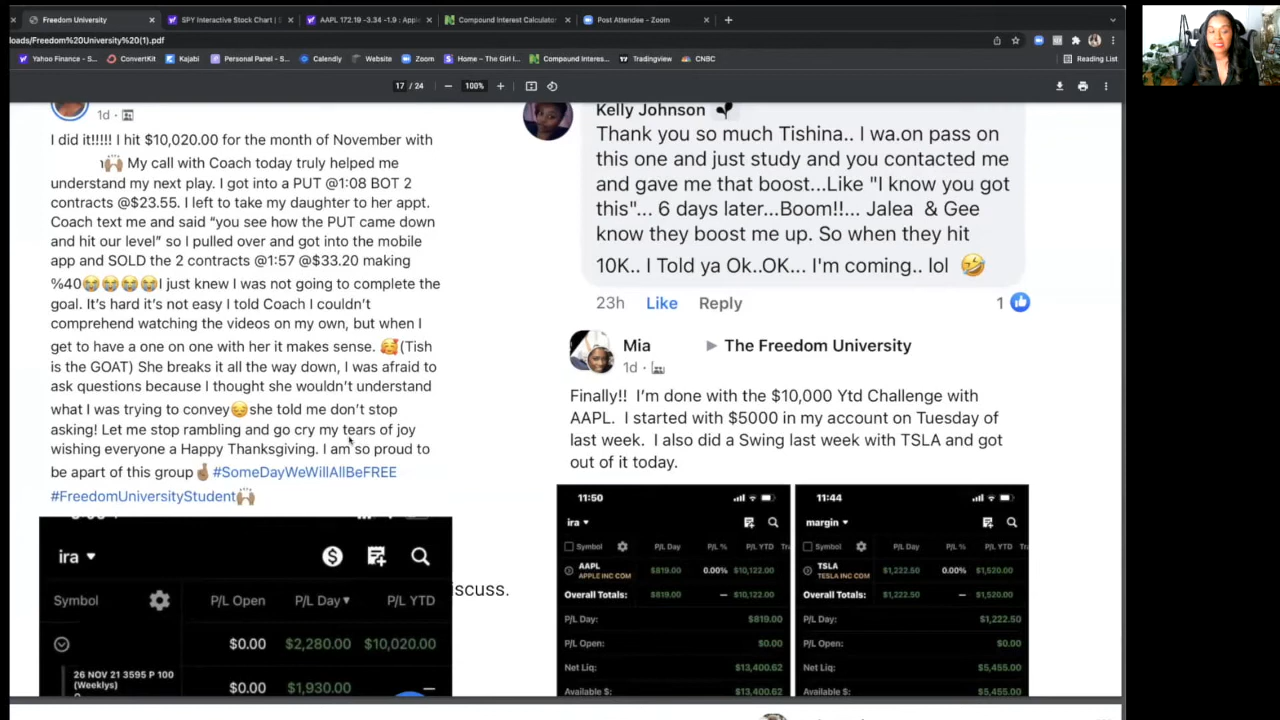 Freedom University
SPY Interactive Stock Chart |
AAPL 172.19 -3.34 -1.9 : Appl
Compound Interest Calculator
Post Attendee - Zoom
loads/Freedom%20University%20(1).pdf
Yahoo Finance - S...
ConvertKit
Kajabi
Personal Panel - S...
Calendly
Website
Zoom
Home – The Girl I...
Compound Interes...
Tradingview
CNBC
Reading List
17 / 24
100%
1d ·
I did it!!!!! I hit $10,020.00 for the month of November with
🙌🏽 My call with Coach today truly helped me
understand my next play. I got into a PUT @1:08 BOT 2
contracts @$23.55. I left to take my daughter to her appt.
Coach text me and said “you see how the PUT came down
and hit our level” so I pulled over and got into the mobile
app and SOLD the 2 contracts @1:57 @$33.20 making
%40😭😭😭😭I just knew I was not going to complete the
goal. It’s hard it’s not easy I told Coach I couldn’t
comprehend watching the videos on my own, but when I
get to have a one on one with her it makes sense. 🥰(Tish
is the GOAT) She breaks it all the way down, I was afraid to
ask questions because I thought she wouldn’t understand
what I was trying to convey😔she told me don’t stop
asking! Let me stop rambling and go cry my tears of joy
wishing everyone a Happy Thanksgiving. I am so proud to
be apart of this group🤞🏽#SomeDayWeWillAllBeFREE
#FreedomUniversityStudent🙌🏽
ira
Symbol
P/L Open
P/L Day
P/L YTD
$0.00
$2,280.00
$10,020.00
26 NOV 21 3595 P 100
(Weeklys)
$0.00
$1,930.00
iscuss.
Kelly Johnson
Thank you so much Tishina.. I wa.on pass on
this one and just study and you contacted me
and gave me that boost...Like "I know you got
this"... 6 days later...Boom!!... Jalea & Gee
know they boost me up. So when they hit
10K.. I Told ya Ok..OK... I'm coming.. lol 🤣
23h
Like
Reply
1
Mia ▶ The Freedom University
1d ·
Finally!! I’m done with the $10,000 Ytd Challenge with
AAPL. I started with $5000 in my account on Tuesday of
last week. I also did a Swing last week with TSLA and got
out of it today.
11:50
ira
Symbol
P/L Day
P/L %
P/L YTD
AAPL
APPLE INC COM
$819.00
0.00%
$10,122.00
Overall Totals:
$819.00
—
$10,122.00
P/L Day:
$819.00
P/L Open:
$0.00
Net Liq:
$13,400.62
Available $:
$13,400.62
11:44
margin
Symbol
P/L Day
P/L %
P/L YTD
TSLA
TESLA INC COM
$1,222.50
0.00%
$1,520.00
Overall Totals:
$1,222.50
—
$1,520.00
P/L Day:
$1,222.50
P/L Open:
$0.00
Net Liq:
$5,455.00
Available $:
$5,455.00